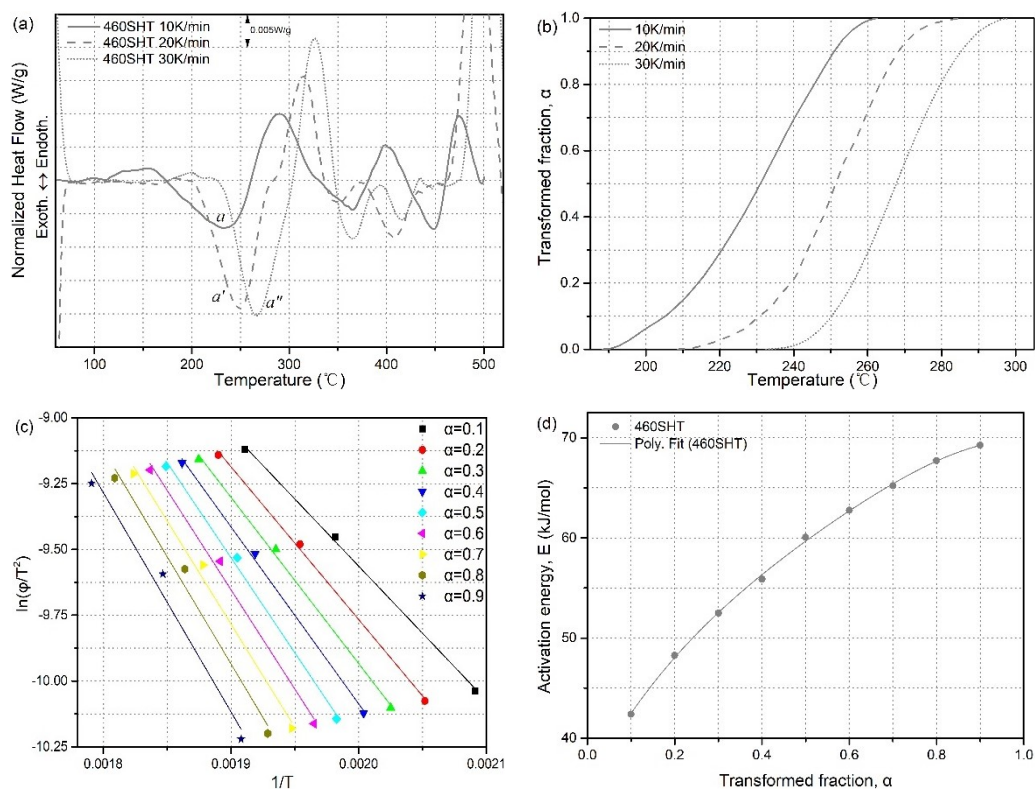 (a)
460SHT 10K/min
460SHT 20K/min
460SHT 30K/min
0.005W/g
Normalized Heat Flow (W/g)
Exoth. ↔ Endoth.
a
a'
a''
100 200 300 400 500
Temperature (℃)
(b)
10K/min
20K/min
30K/min
Transformed fraction, α
1.0
0.8
0.6
0.4
0.2
0.0
200 220 240 260 280 300
Temperature (℃)
(c)
α=0.1
α=0.2
α=0.3
α=0.4
α=0.5
α=0.6
α=0.7
α=0.8
α=0.9
ln(φ/T²)
-9.00
-9.25
-9.50
-9.75
-10.00
-10.25
0.0018 0.0019 0.0020 0.0021
1/T
(d)
460SHT
Poly. Fit (460SHT)
Activation energy, E (kJ/mol)
70
60
50
40
0.0 0.2 0.4 0.6 0.8 1.0
Transformed fraction, α